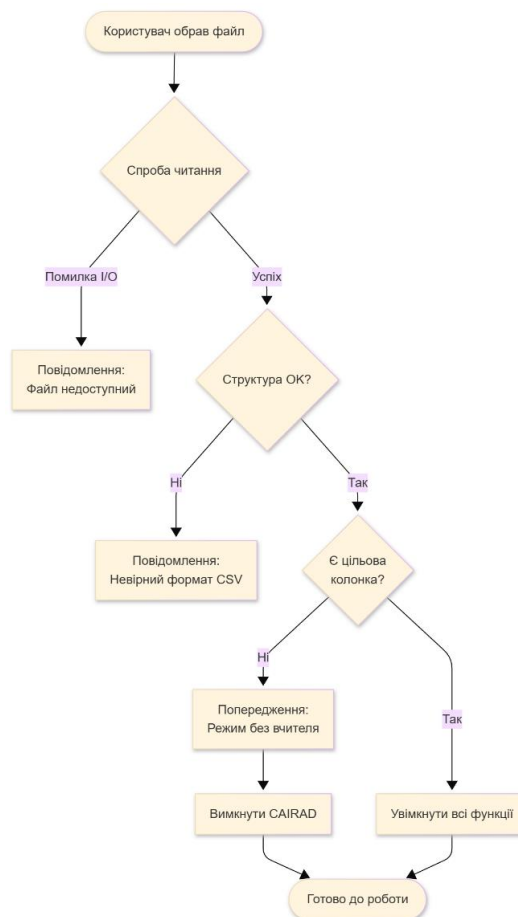 Користувач обрав файл
Спроба читання
Помилка I/O
Успіх
Повідомлення:
Файл недоступний
Структура OK?
Ні
Так
Повідомлення:
Невірний формат CSV
Є цільова
колонка?
Ні
Попередження:
Режим без вчителя
Так
Вимкнути CAIRAD
Увімкнути всі функції
Готово до роботи